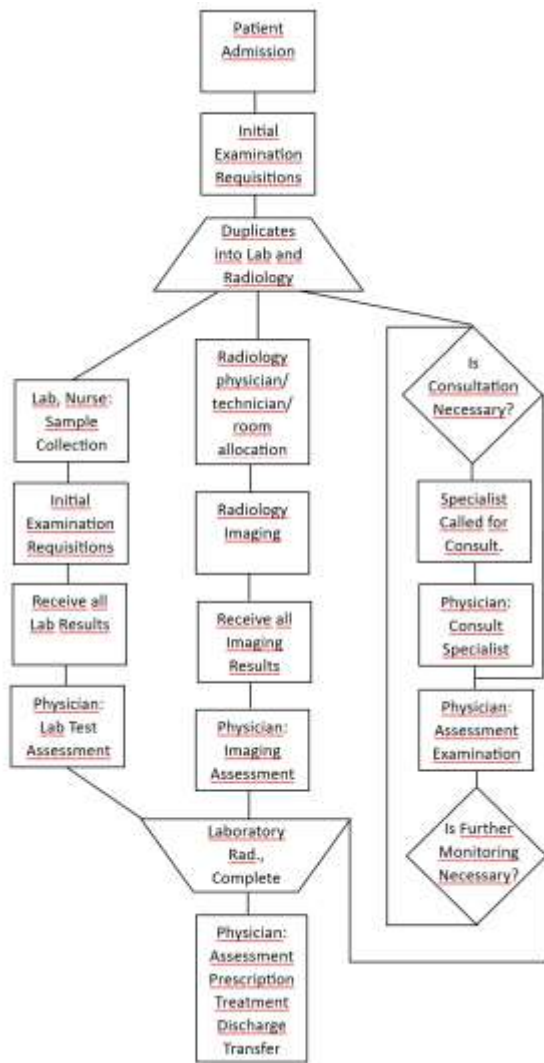 Patient
Admission
Initial
Examination
Requisitions
Duplicates
into Lab and
Radiology
Lab, Nurse:
Sample
Collection
Initial
Examination
Requisitions
Receive all
Lab Results
Physician:
Lab Test
Assessment
Radiology
physician/
technician/
room
allocation
Radiology
Imaging
Receive all
Imaging
Results
Physician:
Imaging
Assessment
Is
Consultation
Necessary?
Specialist
Called for
Consult.
Physician:
Consult
Specialist
Physician:
Assessment
Examination
Is Further
Monitoring
Necessary?
Laboratory
Rad.,
Complete
Physician:
Assessment
Prescription
Treatment
Discharge
Transfer